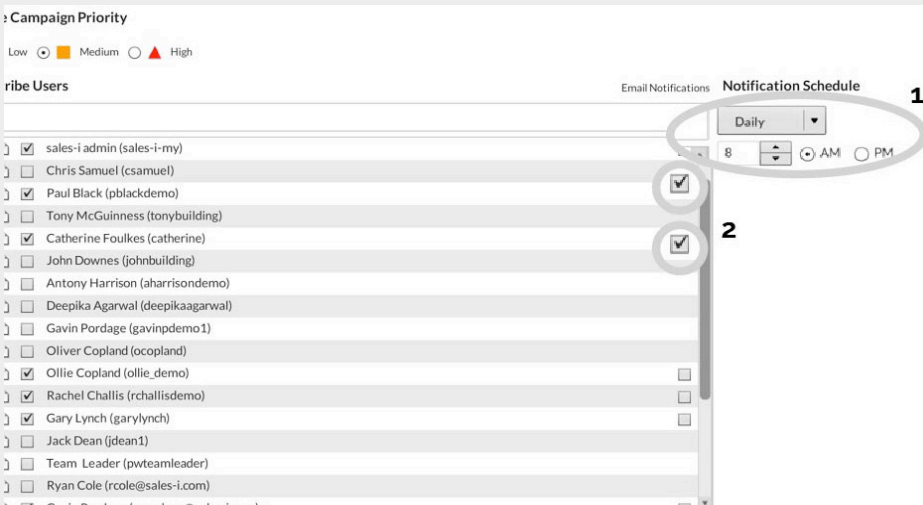 e Campaign Priority
Low Medium High
ribe Users
Email Notifications
Notification Schedule
1
Daily
8 AM PM
sales-i admin (sales-i-my)
Chris Samuel (csamuel)
Paul Black (pblackdemo)
Tony McGuinness (tonybuilding)
2
Catherine Foulkes (catherine)
John Downes (johnbuilding)
Antony Harrison (aharrisondemo)
Deepika Agarwal (deepikaagarwal)
Gavin Pordage (gavinpdemo1)
Oliver Copland (ocopland)
Ollie Copland (ollie_demo)
Rachel Challis (rchallisdemo)
Gary Lynch (garylynch)
Jack Dean (jdean1)
Team Leader (pwteamleader)
Ryan Cole (rcole@sales-i.com)